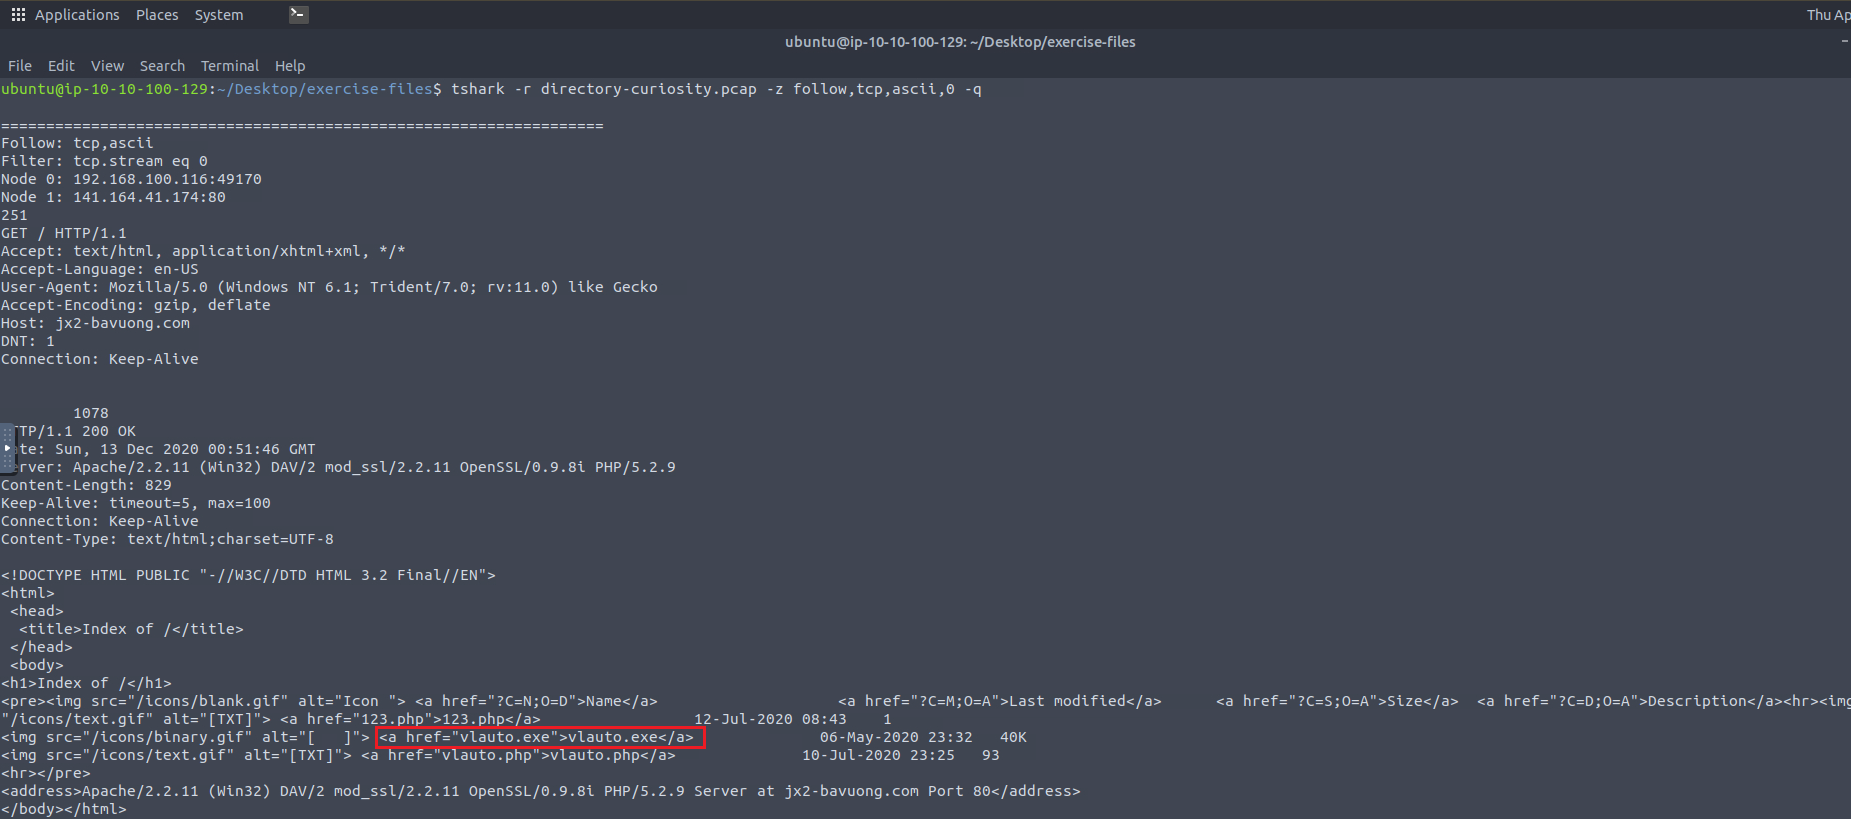 Applications Places System Thu Ap
ubuntu@ip-10-10-100-129: ~/Desktop/exercise-files
File Edit View Search Terminal Help
ubuntu@ip-10-10-100-129:~/Desktop/exercise-files$ tshark -r directory-curiosity.pcap -z follow,tcp,ascii,0 -q
===================================================================
Follow: tcp,ascii
Filter: tcp.stream eq 0
Node 0: 192.168.100.116:49170
Node 1: 141.164.41.174:80
251
GET / HTTP/1.1
Accept: text/html, application/xhtml+xml, */*
Accept-Language: en-US
User-Agent: Mozilla/5.0 (Windows NT 6.1; Trident/7.0; rv:11.0) like Gecko
Accept-Encoding: gzip, deflate
Host: jx2-bavuong.com
DNT: 1
Connection: Keep-Alive
1078
TP/1.1 200 OK
te: Sun, 13 Dec 2020 00:51:46 GMT
rver: Apache/2.2.11 (Win32) DAV/2 mod_ssl/2.2.11 OpenSSL/0.9.8i PHP/5.2.9
Content-Length: 829
Keep-Alive: timeout=5, max=100
Connection: Keep-Alive
Content-Type: text/html;charset=UTF-8
<!DOCTYPE HTML PUBLIC "-//W3C//DTD HTML 3.2 Final//EN">
<html>
<head>
<title>Index of /</title>
</head>
<body>
<h1>Index of /</h1>
<pre><img src="/icons/blank.gif" alt="Icon "> <a href="?C=N;O=D">Name</a> <a href="?C=M;O=A">Last modified</a> <a href="?C=S;O=A">Size</a> <a href="?C=D;O=A">Description</a><hr><img
"/icons/text.gif" alt="[TXT]"> <a href="123.php">123.php</a> 12-Jul-2020 08:43 1
<img src="/icons/binary.gif" alt="[ ]"> <a href="vlauto.exe">vlauto.exe</a> 06-May-2020 23:32 40K
<img src="/icons/text.gif" alt="[TXT]"> <a href="vlauto.php">vlauto.php</a> 10-Jul-2020 23:25 93
<hr></pre>
<address>Apache/2.2.11 (Win32) DAV/2 mod_ssl/2.2.11 OpenSSL/0.9.8i PHP/5.2.9 Server at jx2-bavuong.com Port 80</address>
</body></html>